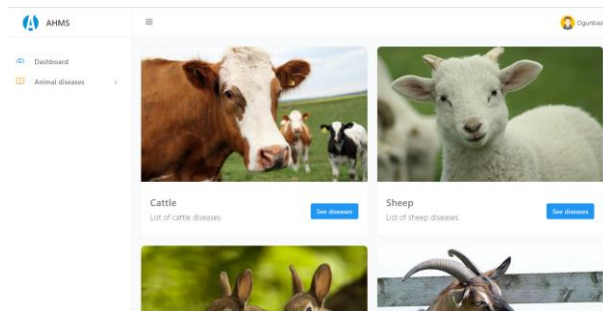 AHMS
Ogunbas
Dashboard
Animal diseases
Cattle
List of cattle diseases
See diseases
Sheep
List of sheep diseases
See diseases